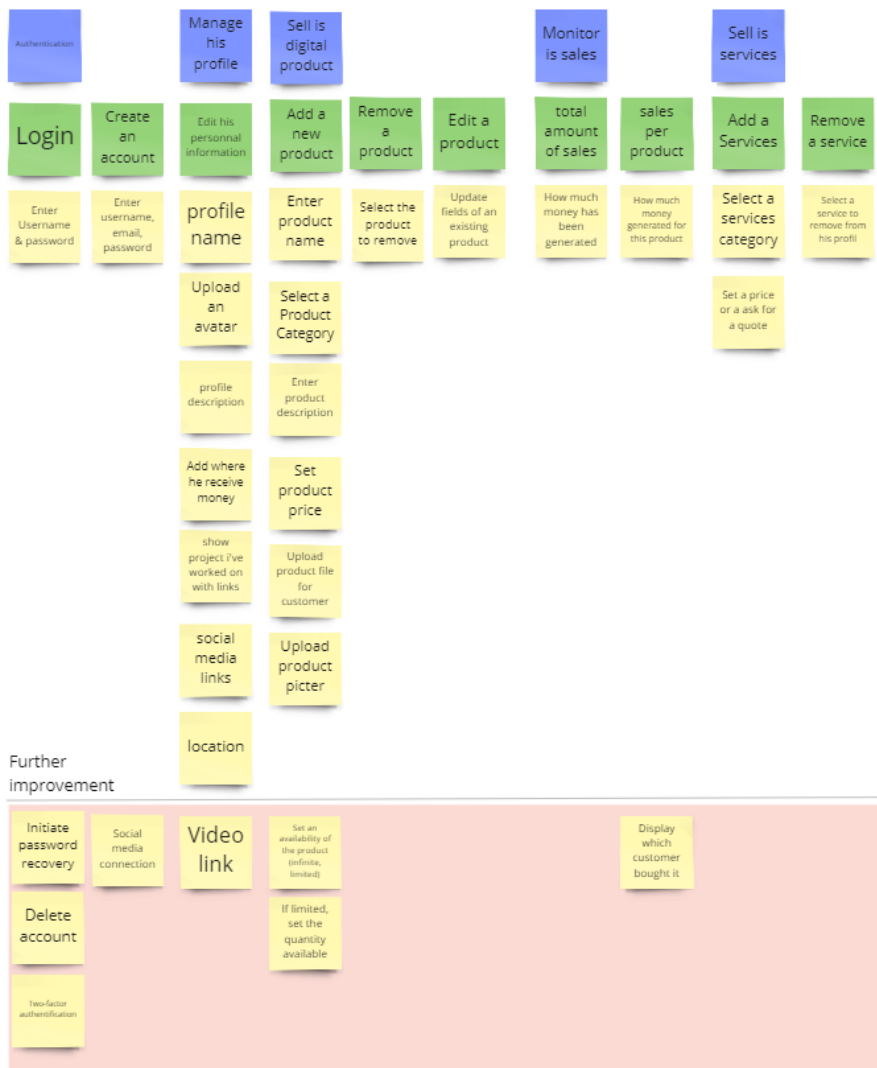 Authentication
Manage
his
profile
Sell is
digital
product
Monitor
is sales
Sell is
services
Login
Create
an
account
Edit his
personnal
information
Add a
new
product
Remove
a
product
Edit a
product
total
amount
of sales
sales
per
product
Add a
Services
Remove
a service
Enter
Username
& password
Enter
username,
email,
password
profile
name
Enter
product
name
Select the
product
to remove
Update
fields of an
existing
product
How much
money has
been
generated
How much
money
generated for
this product
Select a
services
category
Select a
service to
remove from
his profil
Upload
an
avatar
Select a
Product
Category
Set a price
or a ask for
a quote
profile
description
Enter
product
description
Add where
he receive
money
Set
product
price
show
project i've
worked on
with links
Upload
product file
for
customer
social
media
links
Upload
product
picter
location
Further
improvement
Initiate
password
recovery
Social
media
connection
Video
link
Set an
availability of
the product
(infinite,
limited)
Display
which
customer
bought it
Delete
account
If limited,
set the
quantity
available
Two-factor
authentification